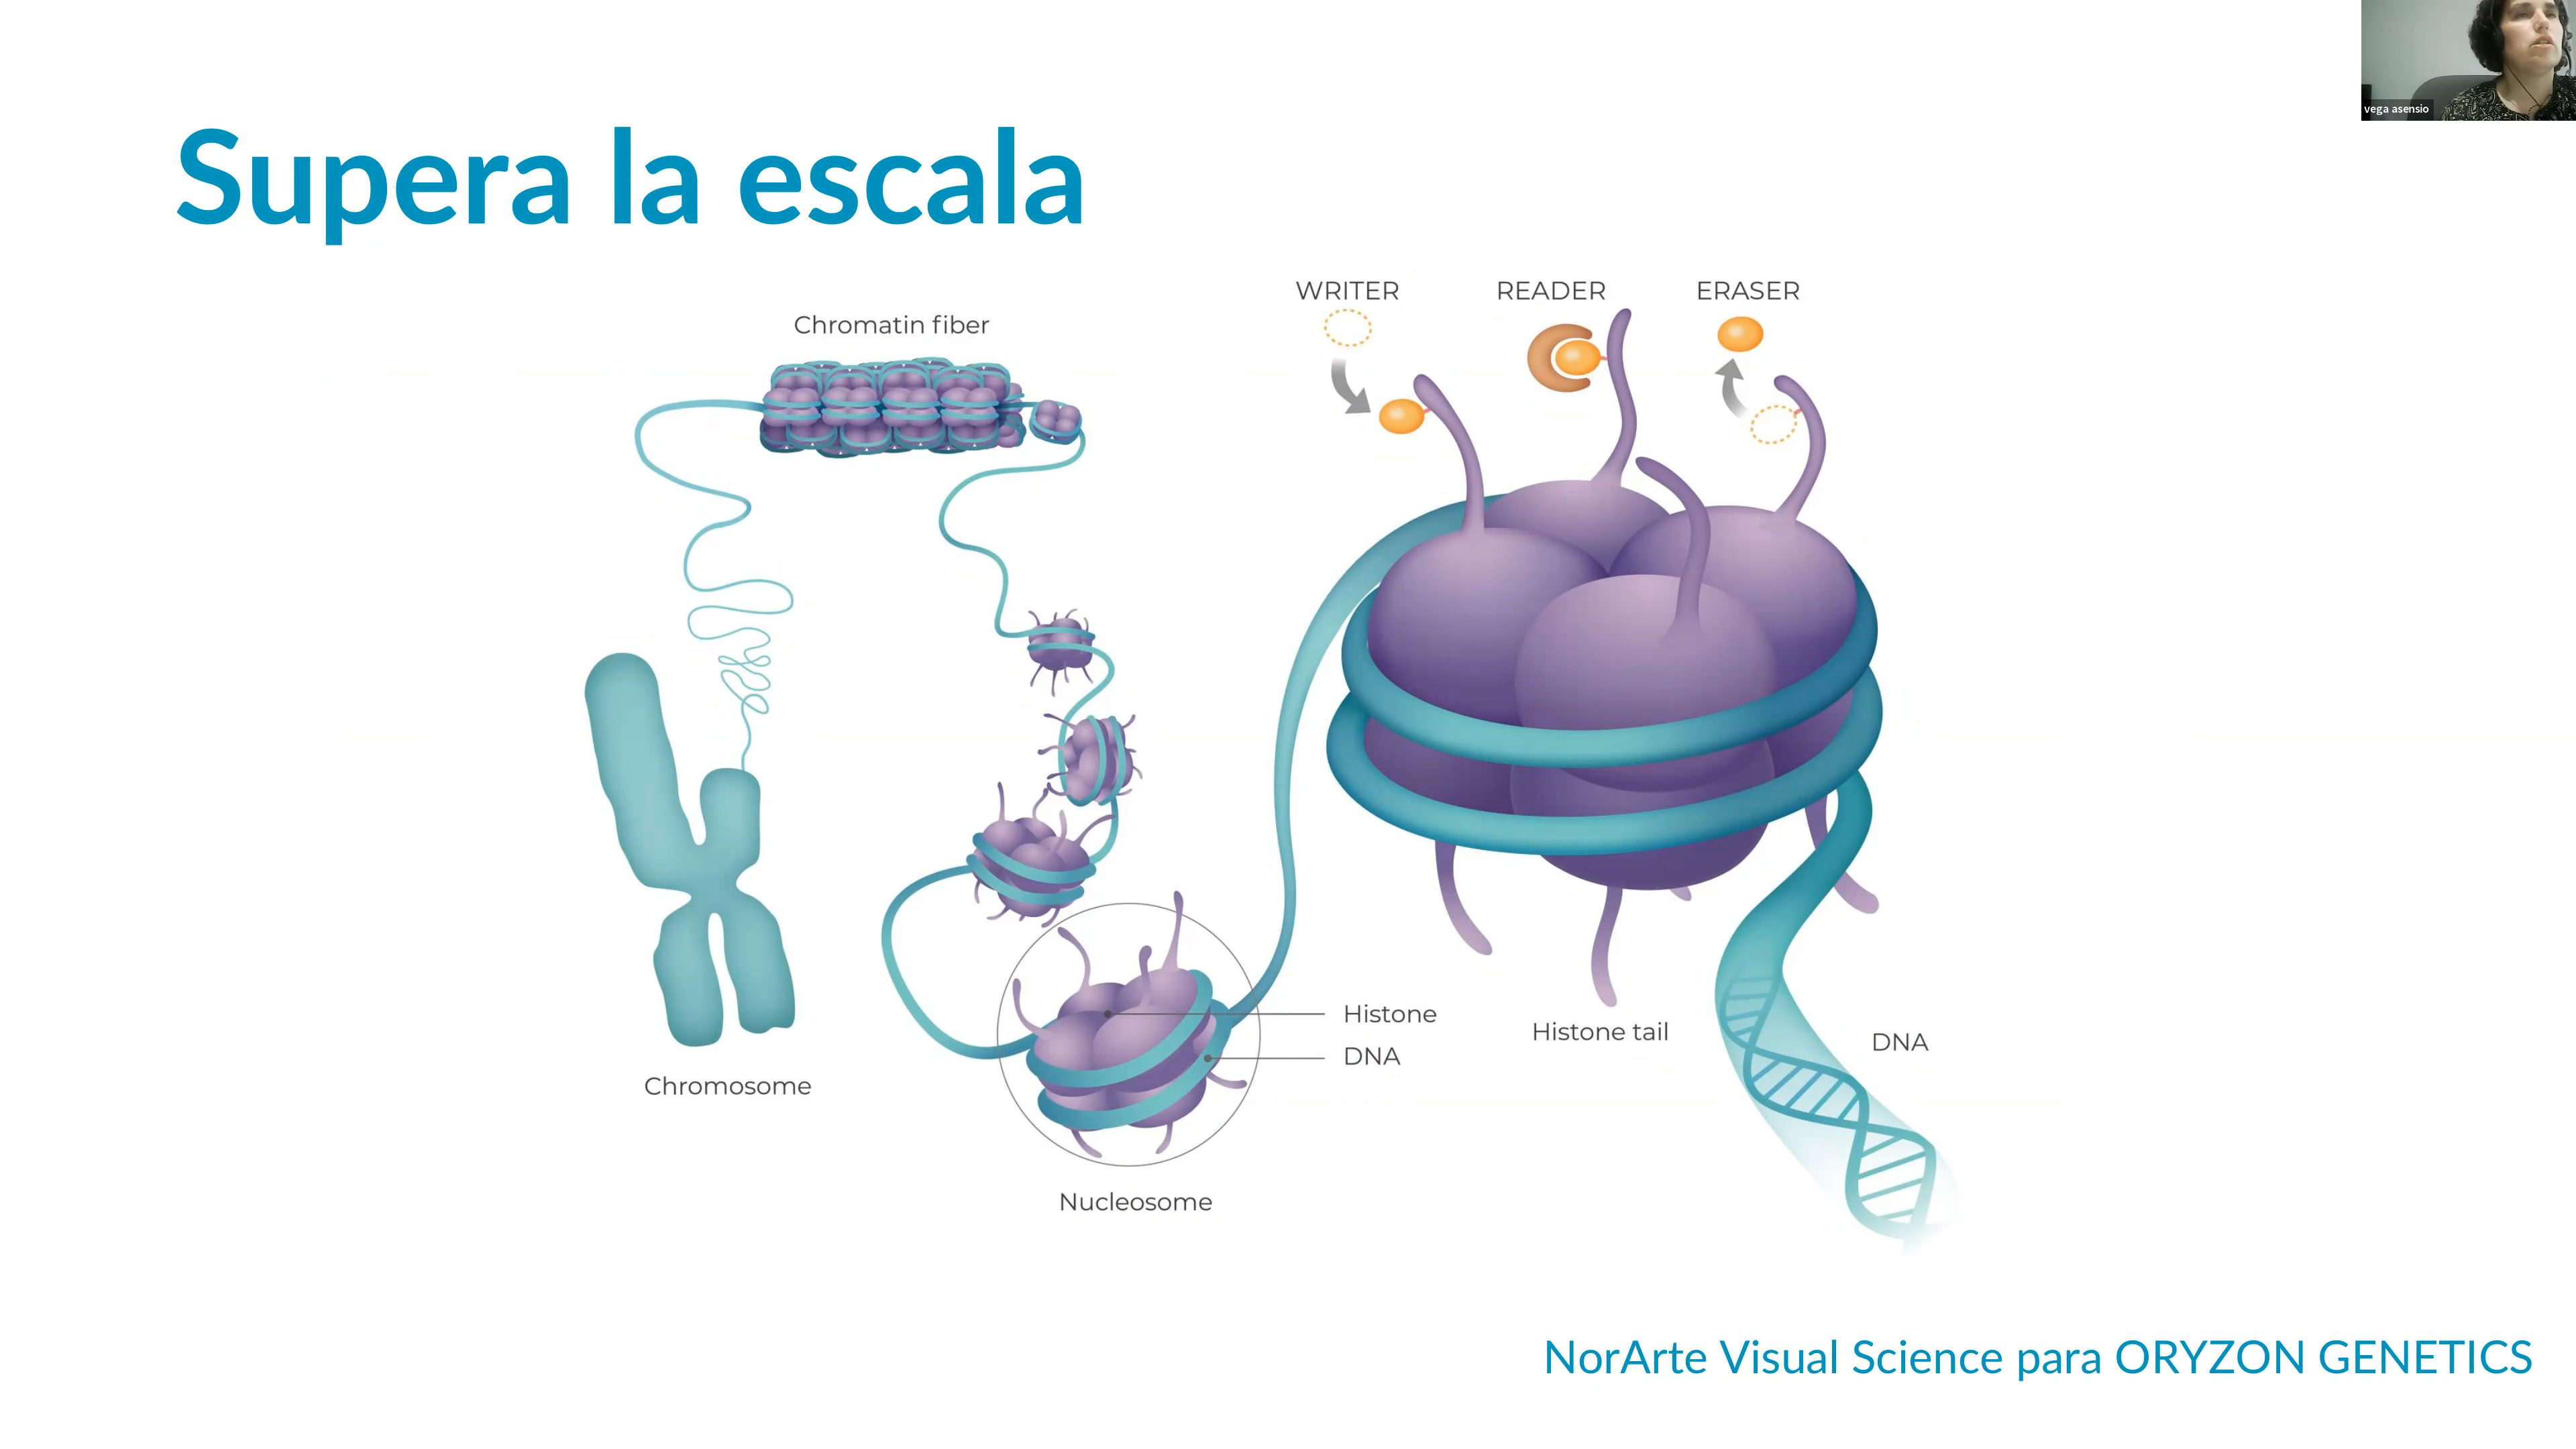 vega asensio
Supera la escala
WRITER
READER
ERASER
Chromatin fiber
Histone
DNA
Histone tail
DNA
Chromosome
Nucleosome
NorArte Visual Science para ORYZON GENETICS